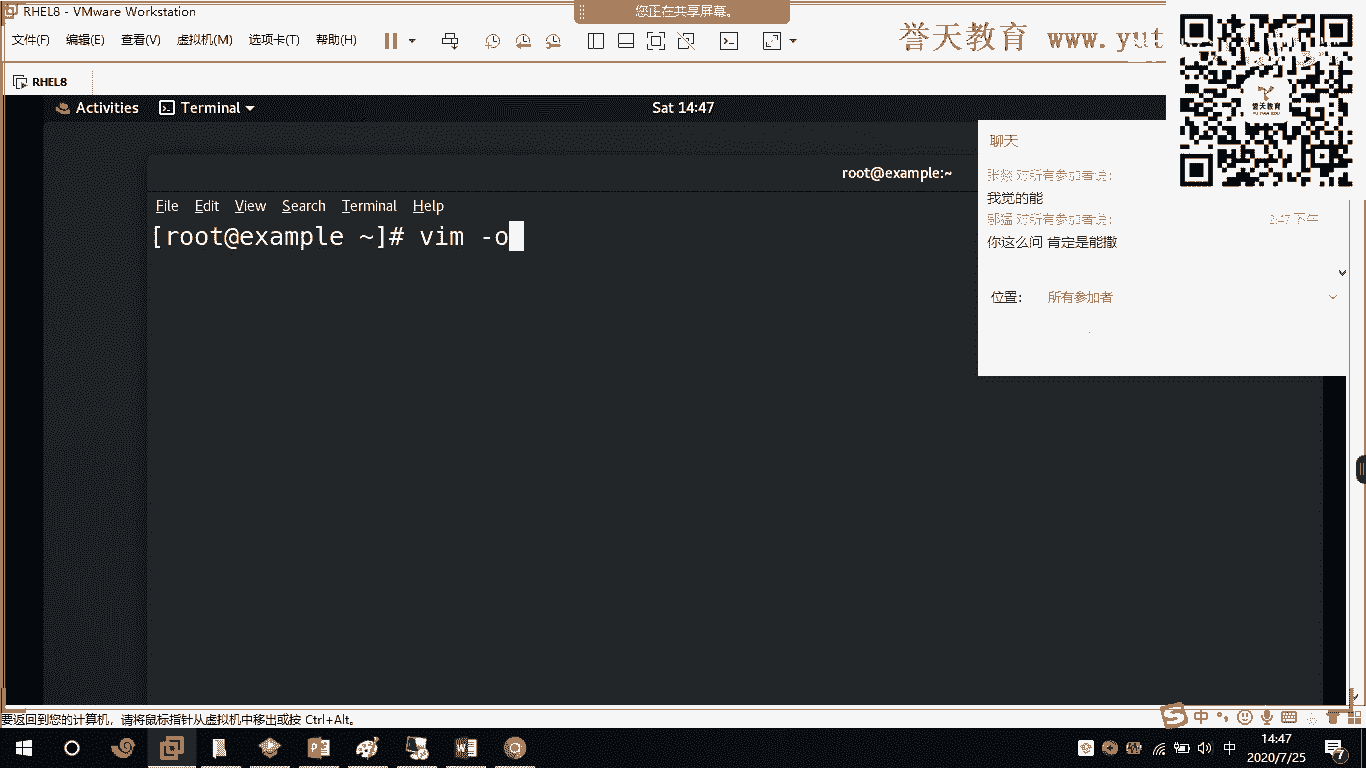 RHEL8 - VMware Workstation
您正在共享屏幕。
文件(F) 编辑(E) 查看(V) 虚拟机(M) 选项卡(T) 帮助(H)
誉天教育 www.yut
RHEL8
誉天教育
Activities Terminal Sat 14:47
聊天
root@example:~
对所有参加者说:
我觉的能
File Edit View Search Terminal Help
对所有参加者说: 2:47 下午
[root@example ~]# vim -o
你这么问 肯定是能撒
位置: 所有参加者
要返回到您的计算机,请将鼠标指针从虚拟机中移出或按 Ctrl+Alt。
中
中
14:47
2020/7/25
7